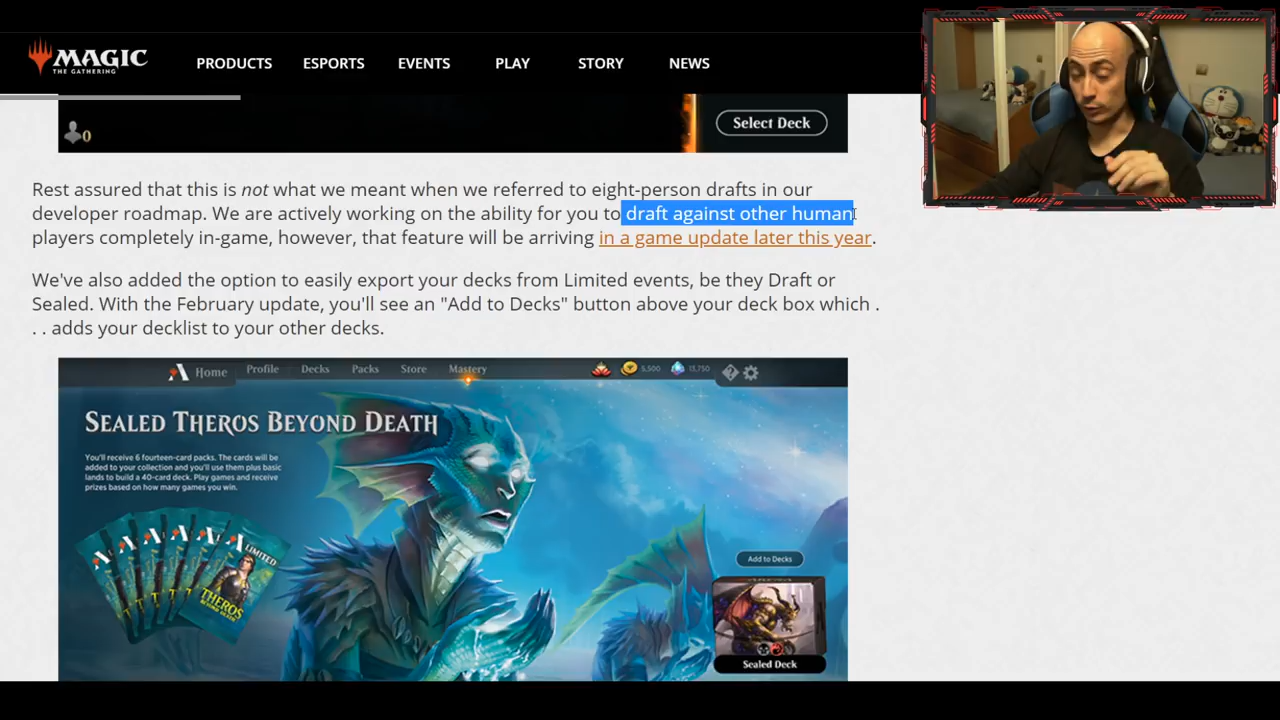 MAGIC
THE GATHERING
PRODUCTS
ESPORTS
EVENTS
PLAY
STORY
NEWS
0
Select Deck
Rest assured that this is not what we meant when we referred to eight-person drafts in our
developer roadmap. We are actively working on the ability for you to draft against other human
players completely in-game, however, that feature will be arriving in a game update later this year.
We've also added the option to easily export your decks from Limited events, be they Draft or
Sealed. With the February update, you'll see an "Add to Decks" button above your deck box which .
. . adds your decklist to your other decks.
Home
Profile
Decks
Packs
Store
Mastery
5,500
13,750
SEALED THEROS BEYOND DEATH
You'll receive 6 fourteen-card packs. The cards will be
added to your collection and you'll use them plus basic
lands to build a 40-card deck. Play games and receive
prizes based on how many games you win.
LIMITED
THEROS
BEYOND DEATH
Add to Decks
Sealed Deck